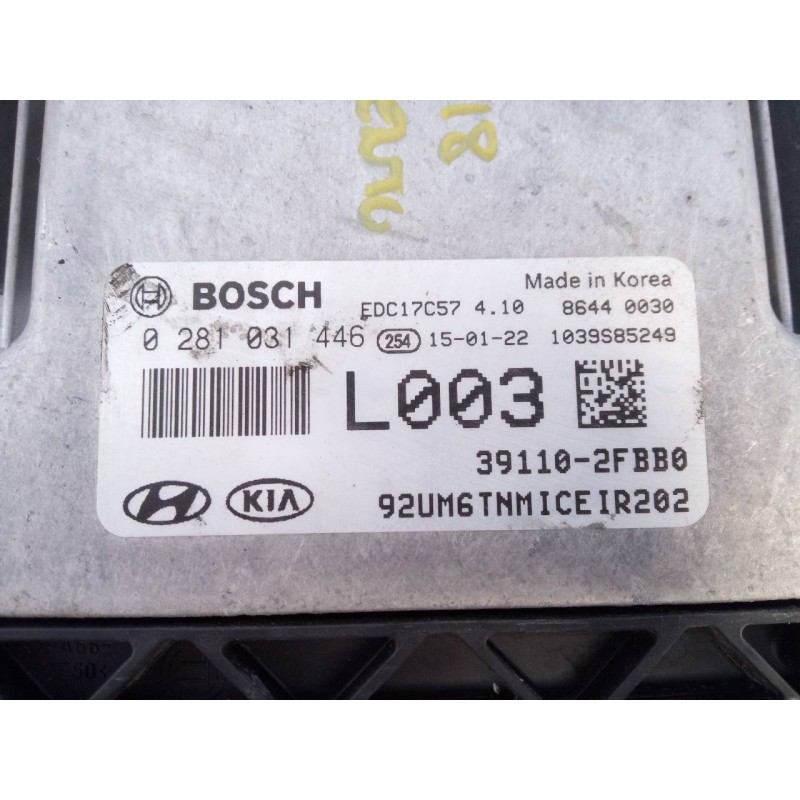 18
BOSCH
Made in Korea
EDC17C57 4.10 8644 0030
0 281 031 446 254 15-01-22 1039S85249
L003
39110-2FBB0
KIA
92UM6TNMICEIR202